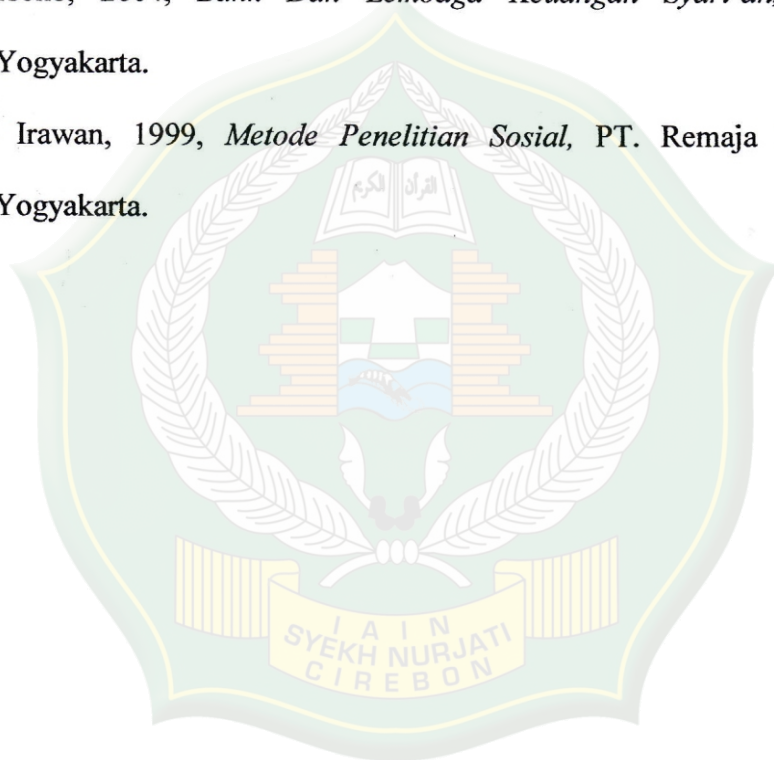 Bank Dan Lembaga Keuangan Syari'ah,
Yogyakarta.
Irawan, 1999, Metode Penelitian Sosial, PT. Remaja
Yogyakarta.
القرآن الكريم
IAIN
SYEKH NURJATI
CIREBON